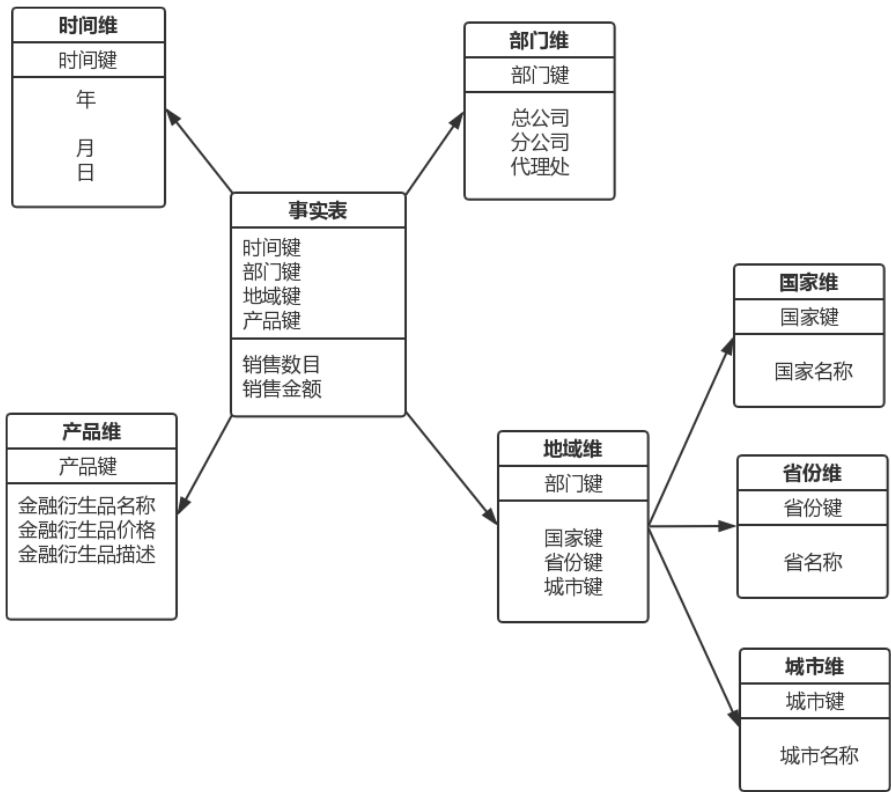 时间维
时间键
年
月
日
部门维
部门键
总公司
分公司
代理处
事实表
时间键
部门键
地域键
产品键
销售数目
销售金额
产品维
产品键
金融衍生品名称
金融衍生品价格
金融衍生品描述
地域维
部门键
国家键
省份键
城市键
国家维
国家键
国家名称
省份维
省份键
省名称
城市维
城市键
城市名称